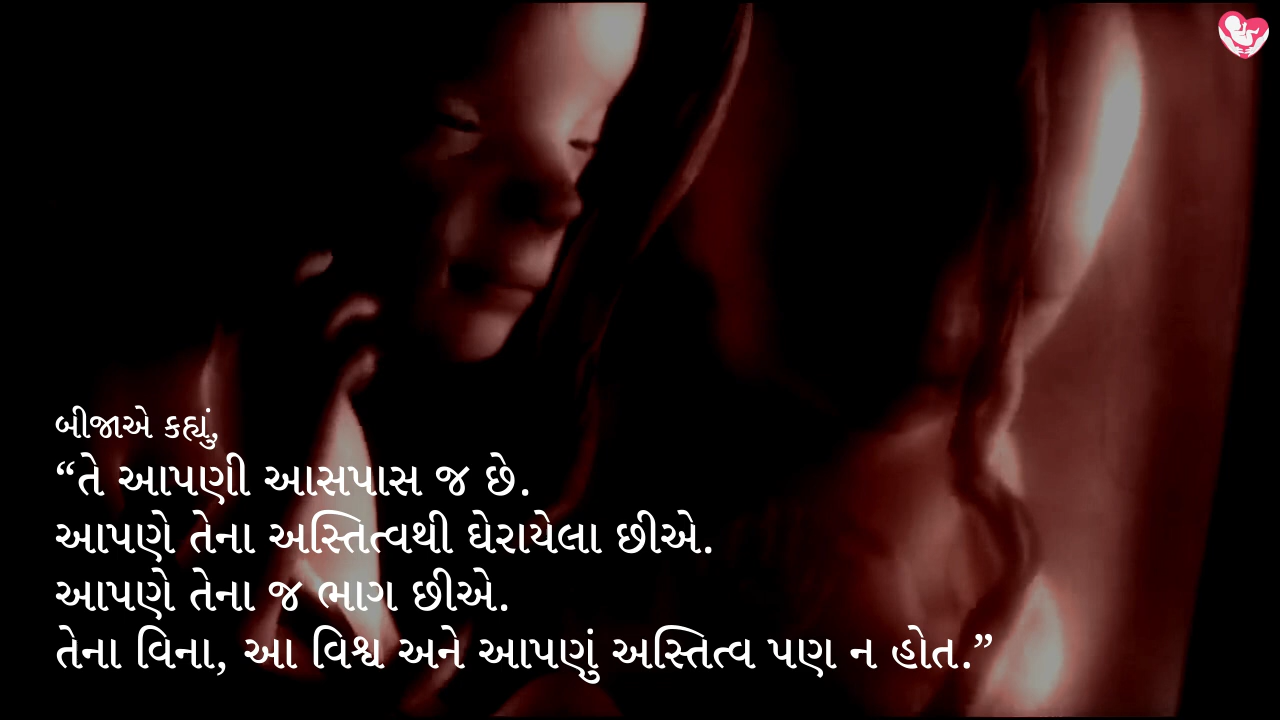 બીજાએ કહ્યું,
“તે આપણી આસપાસ જ છે.
આપણે તેના અસ્તિત્વથી ઘેરાયેલા છીએ.
આપણે તેના જ ભાગ છીએ.
તેના વિના, આ વિશ્વ અને આપણું અસ્તિત્વ પણ ન હોત.”